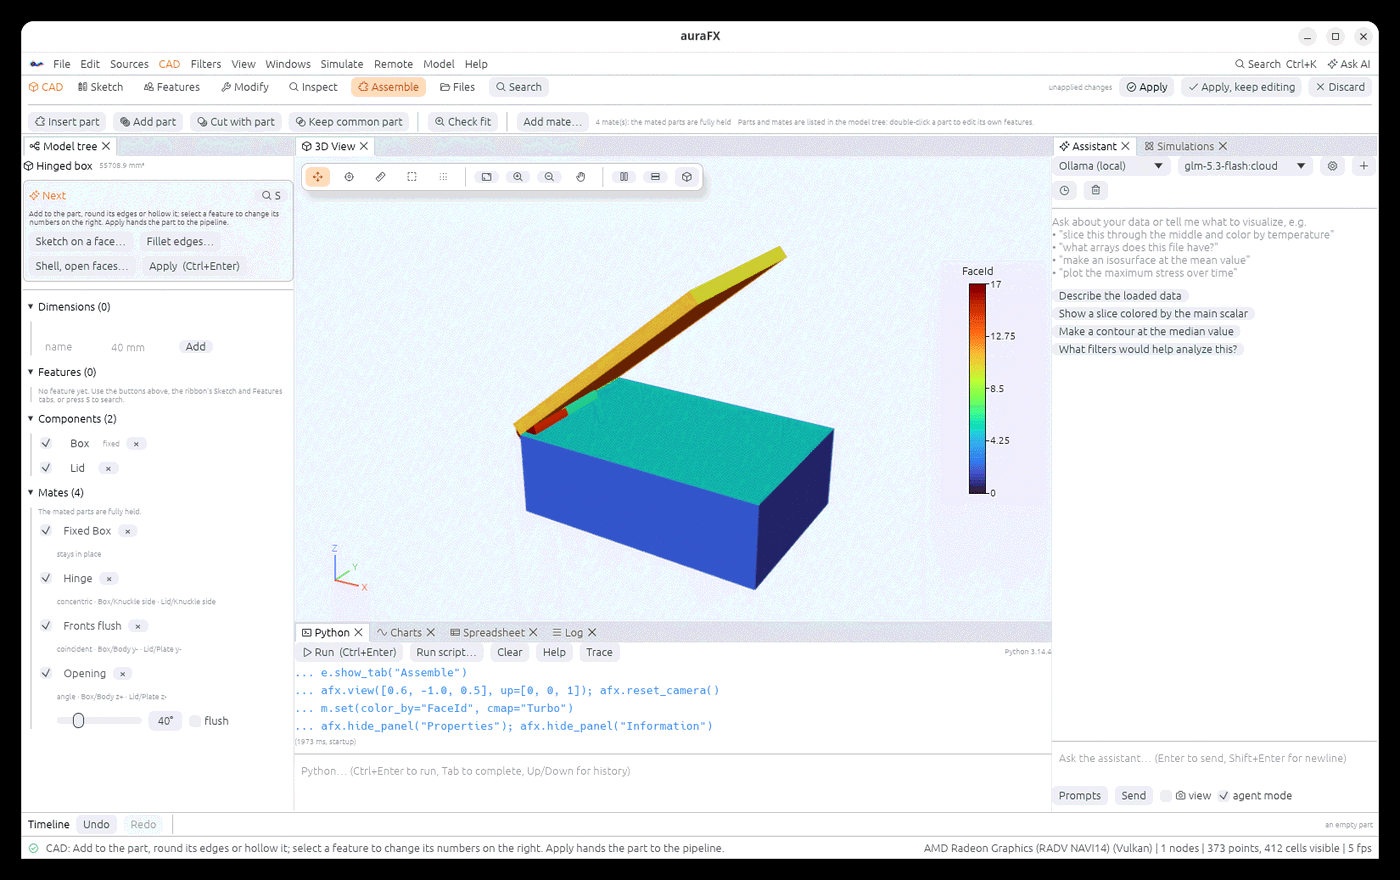 auraFX
File Edit Sources CAD Filters View Windows Simulate Remote Model Help
Search Ctrl+K Ask AI
CAD Sketch Features Modify Inspect Assemble Files Search
unapplied changes Apply Apply, keep editing Discard
Insert part Add part Cut with part Keep common part Check fit Add mate… 4 mate(s): the mated parts are fully held Parts and mates are listed in the model tree: double-click a part to edit its own features.
Model tree
Hinged box 55708.9 mm³
Next
S
Add to the part, round its edges or hollow it; select a feature to change its
numbers on the right. Apply hands the part to the pipeline.
Sketch on a face… Fillet edges…
Shell, open faces… Apply (Ctrl+Enter)
Dimensions (0)
name 40 mm Add
Features (0)
No feature yet. Use the buttons above, the ribbon's Sketch and Features
tabs, or press S to search.
Components (2)
Box fixed ×
Lid ×
Mates (4)
The mated parts are fully held.
Fixed Box ×
stays in place
Hinge ×
concentric · Box/Knuckle side · Lid/Knuckle side
Fronts flush ×
coincident · Box/Body y- · Lid/Plate y-
Opening ×
angle · Box/Body z+ · Lid/Plate z-
40° flush
3D View
FaceId
17
12.75
8.5
4.25
0
Z
Y
X
Python Charts Spreadsheet Log
Run (Ctrl+Enter) Run script… Clear Help Trace
Python 3.14.4
... e.show_tab("Assemble")
... afx.view([0.6, -1.0, 0.5], up=[0, 0, 1]); afx.reset_camera()
... m.set(color_by="FaceId", cmap="Turbo")
... afx.hide_panel("Properties"); afx.hide_panel("Information")
(1973 ms, startup)
Python… (Ctrl+Enter to run, Tab to complete, Up/Down for history)
Assistant Simulations
Ollama (local) glm-5.3-flash:cloud
Ask about your data or tell me what to visualize, e.g.
• "slice this through the middle and color by temperature"
• "what arrays does this file have?"
• "make an isosurface at the mean value"
• "plot the maximum stress over time"
Describe the loaded data
Show a slice colored by the main scalar
Make a contour at the median value
What filters would help analyze this?
Ask the assistant… (Enter to send, Shift+Enter for newline)
Prompts Send view agent mode
Timeline Undo Redo
an empty part
CAD: Add to the part, round its edges or hollow it; select a feature to change its numbers on the right. Apply hands the part to the pipeline.
AMD Radeon Graphics (RADV NAVI14) (Vulkan) | 1 nodes | 373 points, 412 cells visible | 5 fps